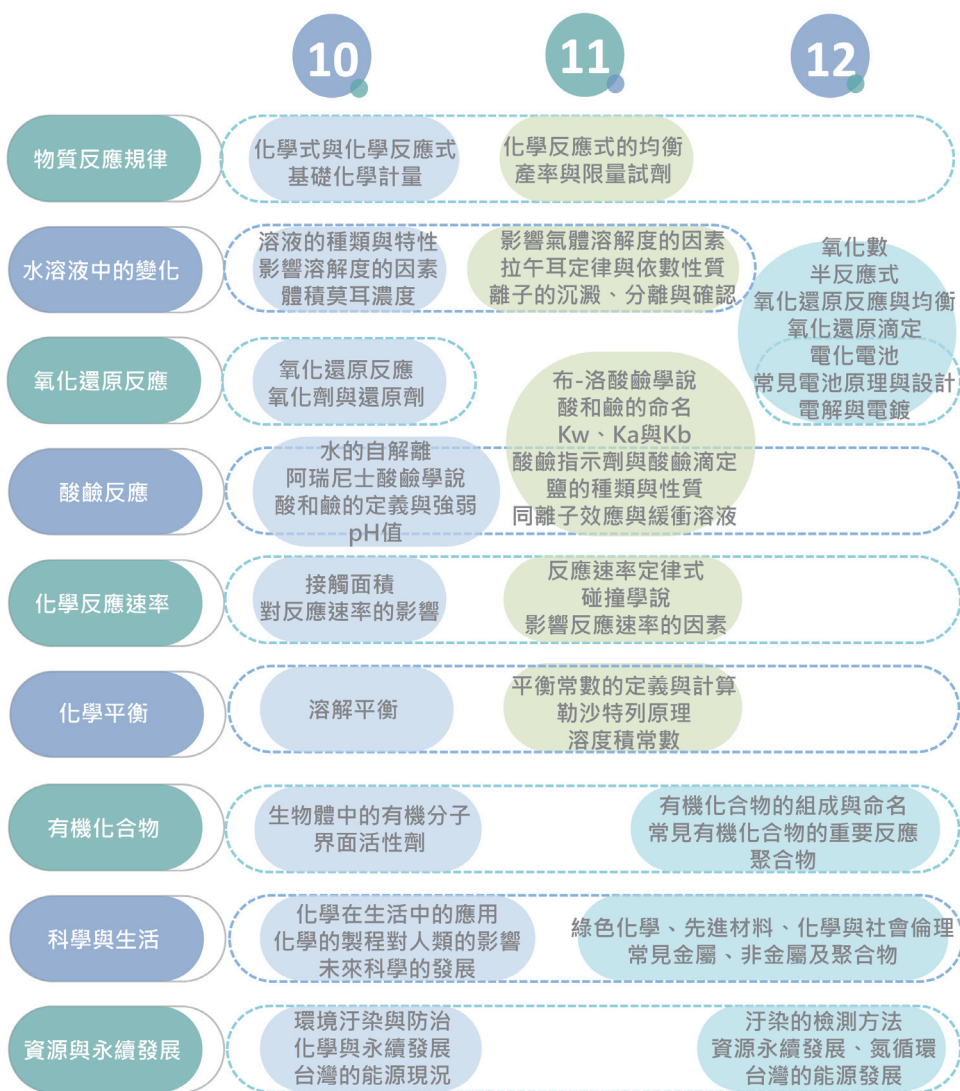 10
11
12
物質反應規律
化學式與化學反應式
基礎化學計量
化學反應式的均衡
產率與限量試劑
水溶液中的變化
溶液的種類與特性
影響溶解度的因素
體積莫耳濃度
影響氣體溶解度的因素
拉午耳定律與依數性質
離子的沉澱、分離與確認
氧化數
半反應式
氧化還原反應與均衡
氧化還原滴定
電化電池
常見電池原理與設計
電解與電鍍
氧化還原反應
氧化還原反應
氧化劑與還原劑
酸鹼反應
水的自解離
阿瑞尼士酸鹼學說
酸和鹼的定義與強弱
pH值
布-洛酸鹼學說
酸和鹼的命名
Kw、Ka與Kb
酸鹼指示劑與酸鹼滴定
鹽的種類與性質
同離子效應與緩衝溶液
化學反應速率
接觸面積
對反應速率的影響
反應速率定律式
碰撞學說
影響反應速率的因素
化學平衡
溶解平衡
平衡常數的定義與計算
勒沙特列原理
溶度積常數
有機化合物
生物體中的有機分子
界面活性劑
有機化合物的組成與命名
常見有機化合物的重要反應
聚合物
科學與生活
化學在生活中的應用
化學的製程對人類的影響
未來科學的發展
綠色化學、先進材料、化學與社會倫理
常見金屬、非金屬及聚合物
資源與永續發展
環境汙染與防治
化學與永續發展
台灣的能源現況
汙染的檢測方法
資源永續發展、氮循環
台灣的能源發展